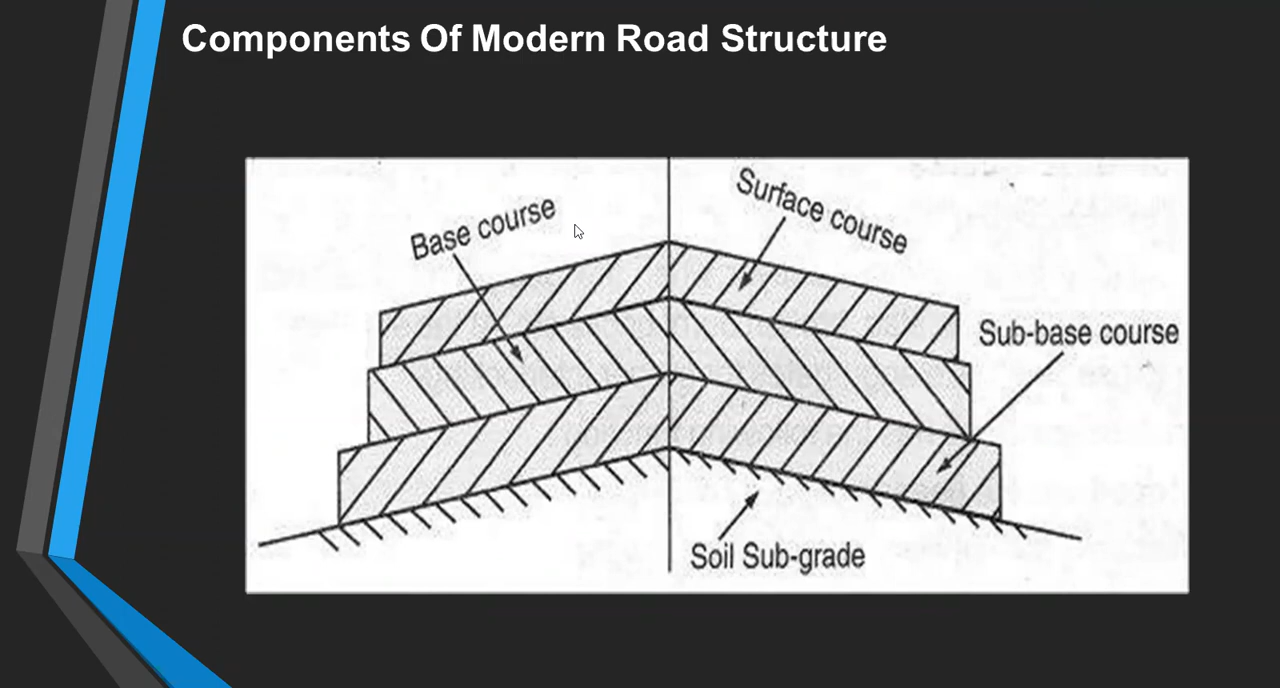 Components Of Modern Road Structure
Base course
Surface course
Sub-base course
Soil Sub-grade